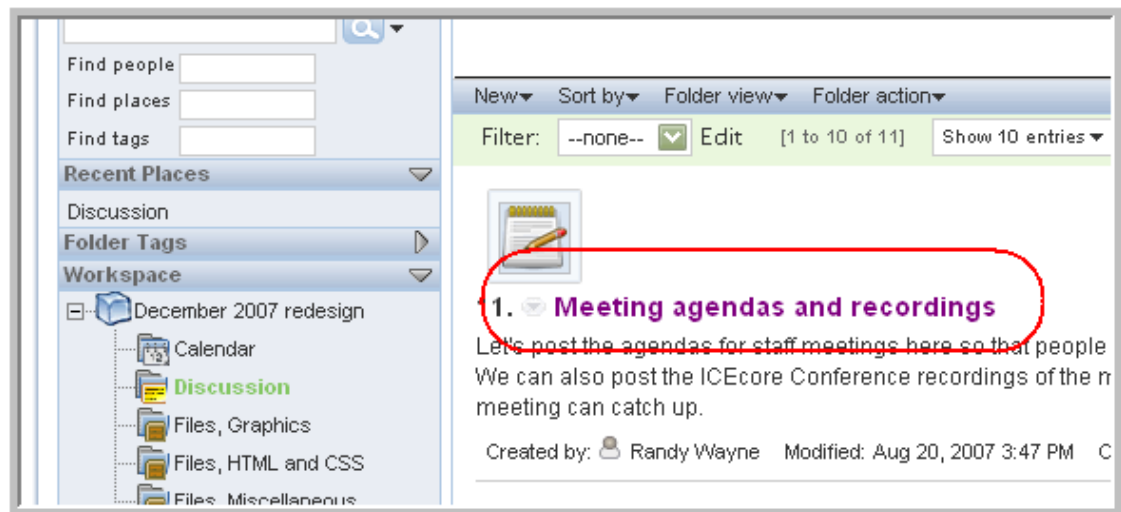 Find people
Find places
Find tags
Recent Places
Discussion
Folder Tags
Workspace
December 2007 redesign
Calendar
Discussion
Files, Graphics
Files, HTML and CSS
Files, Miscellaneous
New Sort by Folder view Folder action
Filter: --none-- Edit [1 to 10 of 11] Show 10 entries
1. Meeting agendas and recordings
Let's post the agendas for staff meetings here so that people
We can also post the ICEcore Conference recordings of the m
meeting can catch up.
Created by: Randy Wayne Modified: Aug 20, 2007 3:47 PM C